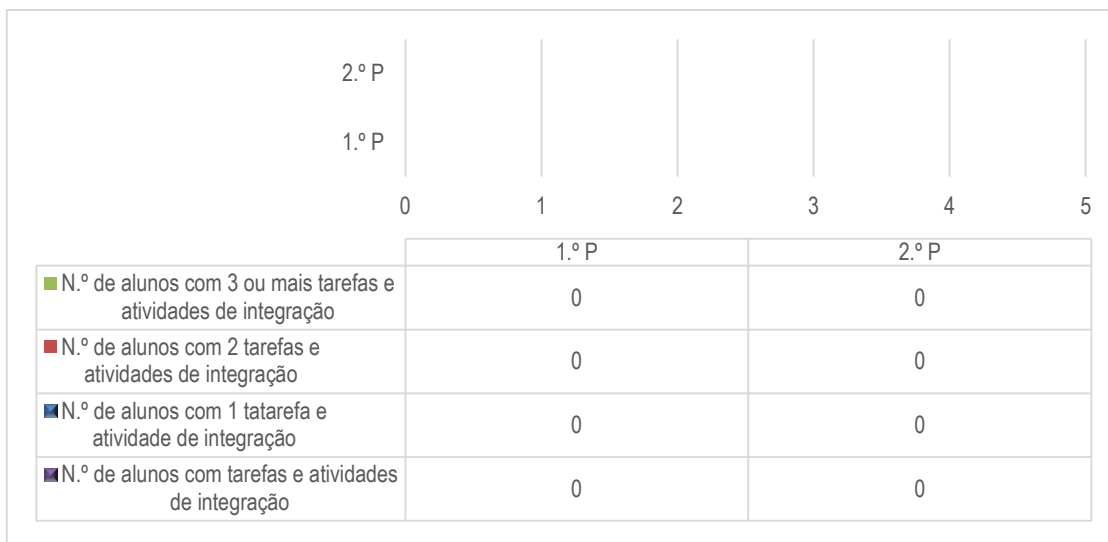 2.º P
1.º P
0 1 2 3 4 5
1.º P 2.º P
N.º de alunos com 3 ou mais tarefas e
atividades de integração
0 0
N.º de alunos com 2 tarefas e
atividades de integração
0 0
N.º de alunos com 1 tatarefa e
atividade de integração
0 0
N.º de alunos com tarefas e atividades
de integração
0 0